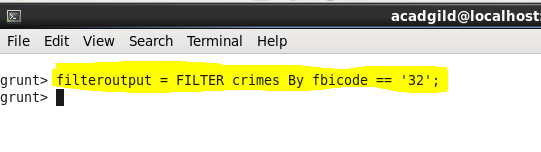 acadgild@localhost:
File Edit View Search Terminal Help
grunt> filteroutput = FILTER crimes By fbicode == '32';
grunt>